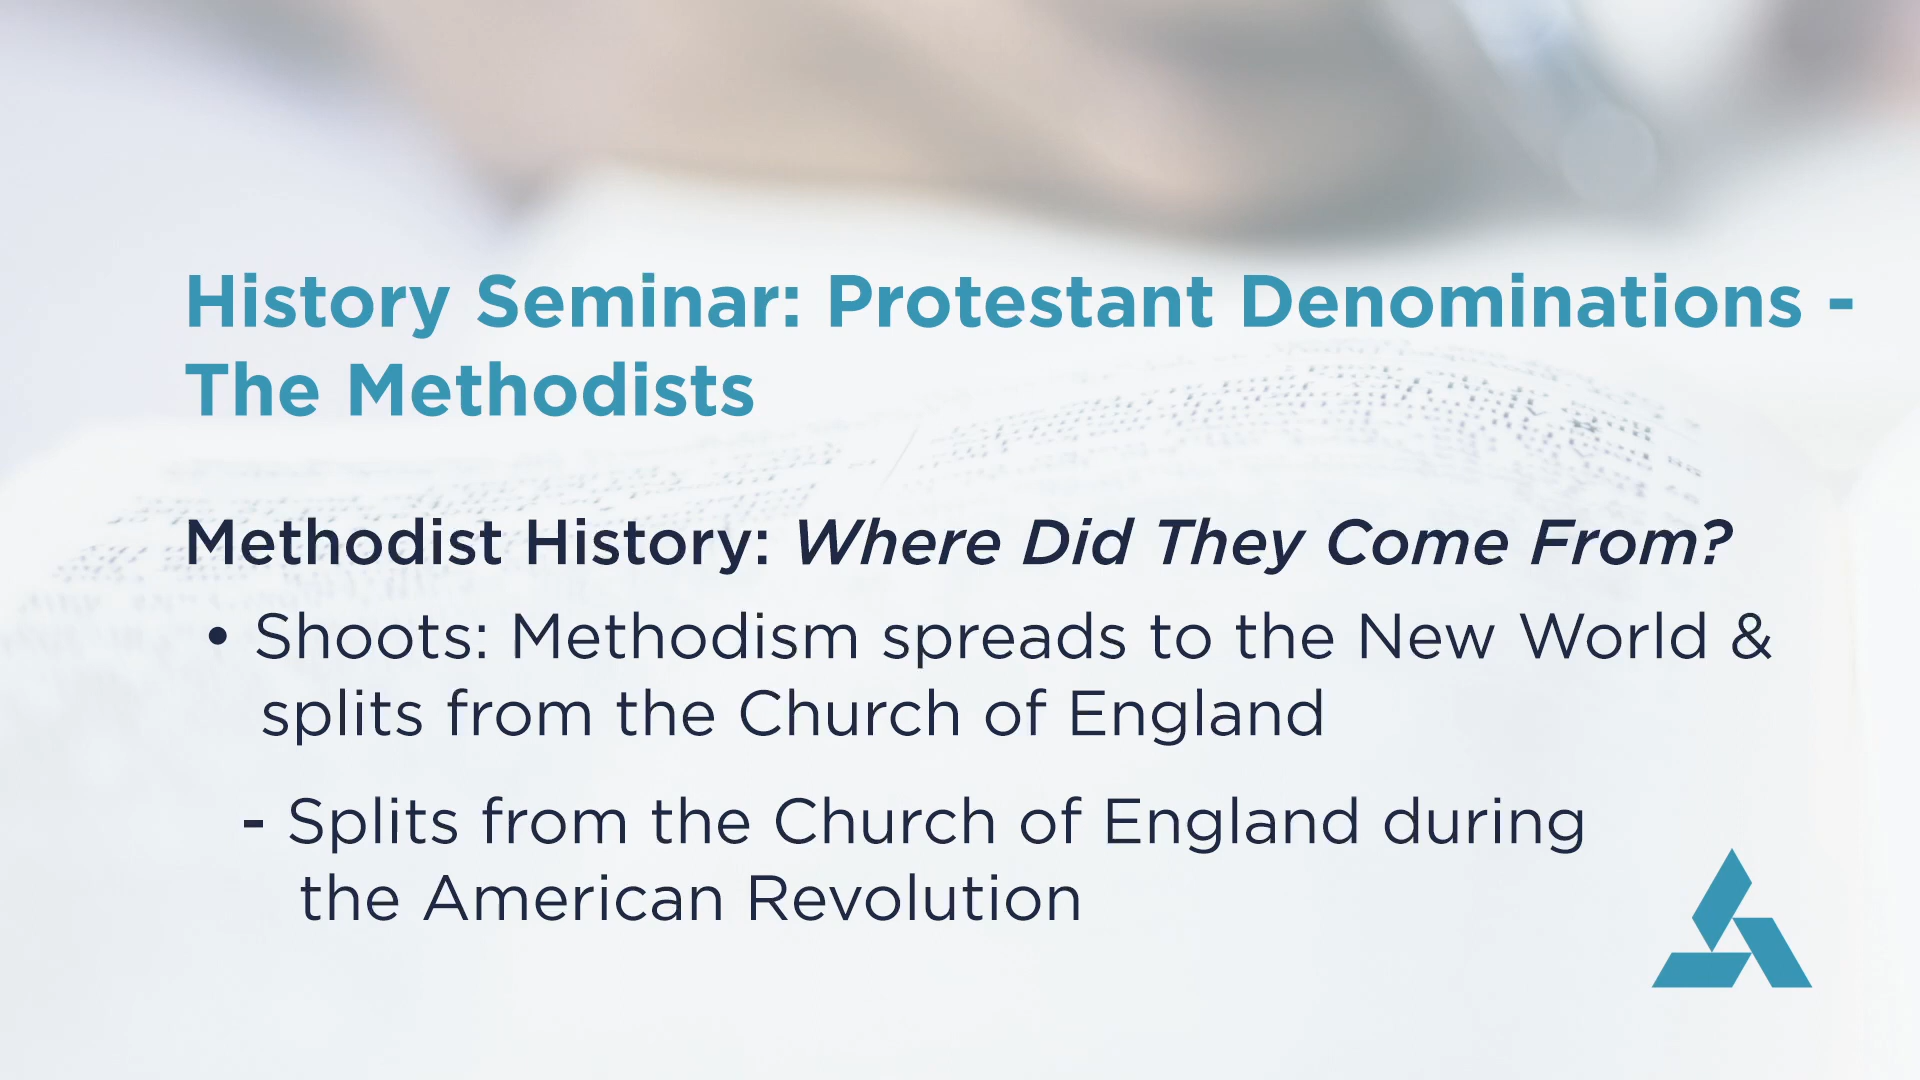 History Seminar: Protestant Denominations -
The Methodists
Methodist History: Where Did They Come From?
• Shoots: Methodism spreads to the New World &
splits from the Church of England
- Splits from the Church of England during
the American Revolution